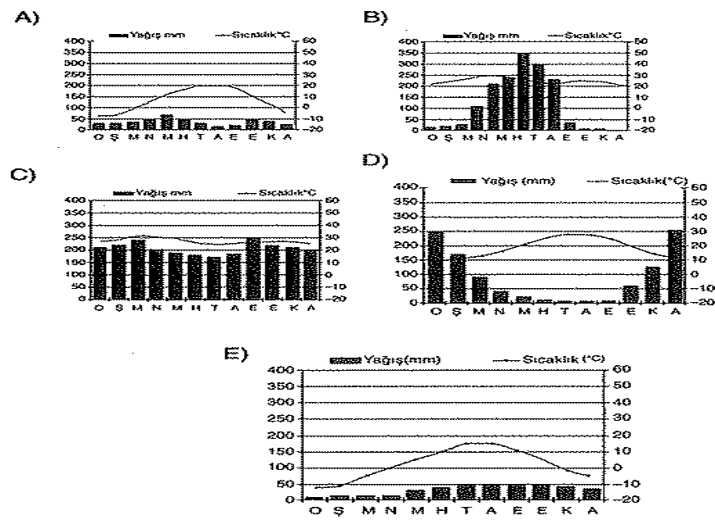 A)
Yağış mm Sıcaklık°C
400 350 300 250 200 150 100 50 0
60 50 40 30 20 10 0 -10 -20
O Ş M N M H T A E E K A
B)
Yağış mm Sıcaklık°C
400 350 300 250 200 150 100 50 0
60 50 40 30 20 10 0 -10 -20
O Ş M N M H T A E E K A
C)
Yağış mm Sıcaklık°C
400 350 300 250 200 150 100 50 0
60 50 40 30 20 10 0 -10 -20
O Ş M N M H T A E E K A
D)
Yağış (mm) Sıcaklık(°C)
400 350 300 250 200 150 100 50 0
60 50 40 30 20 10 0 -10 -20
O Ş M N M H T A E E K A
E)
Yağış(mm) Sıcaklık (°C)
400 350 300 250 200 150 100 50 0
60 50 40 30 20 10 0 -10 -20
O Ş M N M H T A E E K A